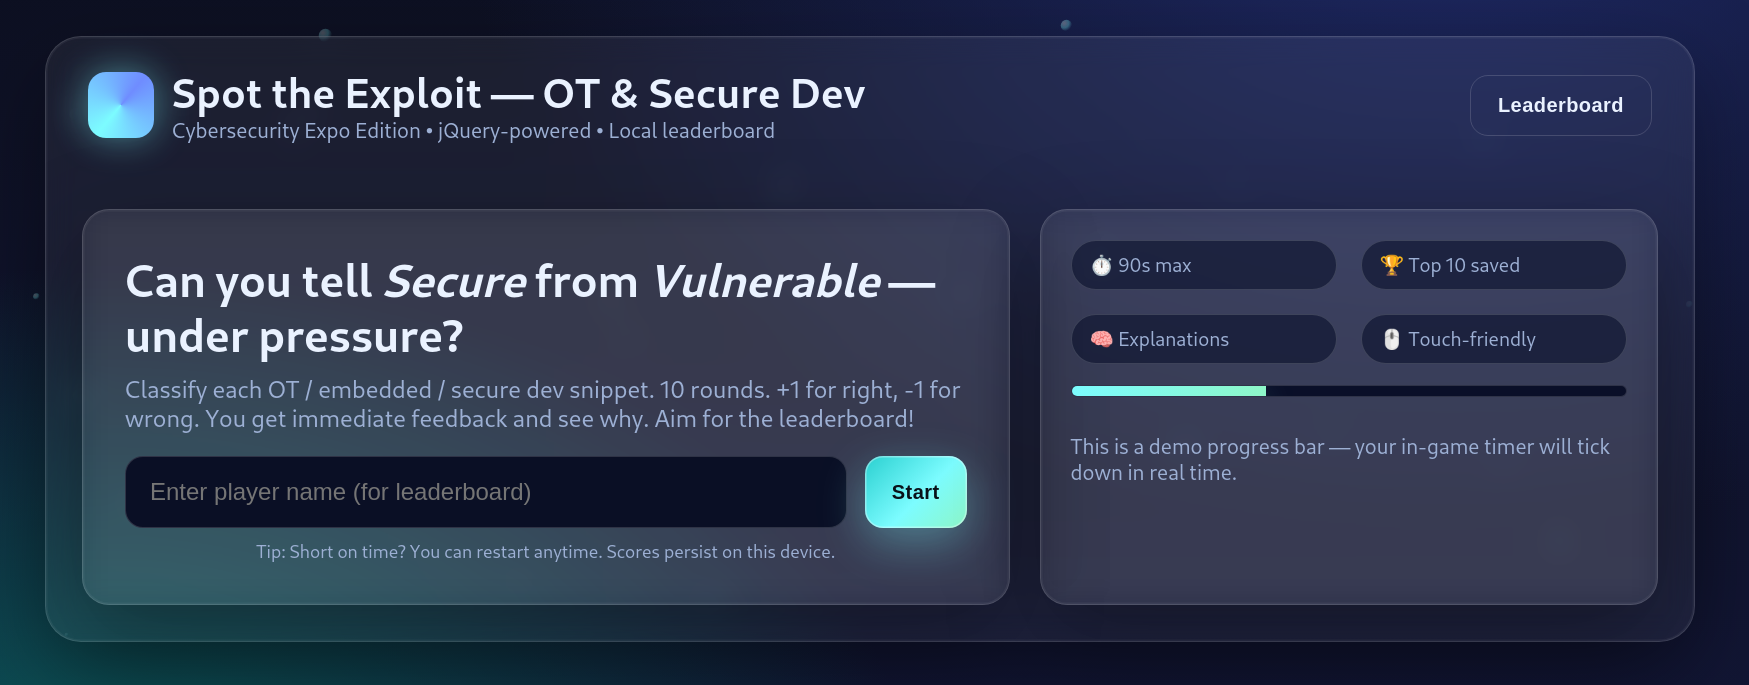 Spot the Exploit — OT & Secure Dev
Cybersecurity Expo Edition • jQuery-powered • Local leaderboard
Leaderboard
Can you tell Secure from Vulnerable —
under pressure?
Classify each OT / embedded / secure dev snippet. 10 rounds. +1 for right, -1 for
wrong. You get immediate feedback and see why. Aim for the leaderboard!
Enter player name (for leaderboard)
Start
Tip: Short on time? You can restart anytime. Scores persist on this device.
⏱️ 90s max
🏆 Top 10 saved
🧠 Explanations
🖱️ Touch-friendly
This is a demo progress bar — your in-game timer will tick
down in real time.